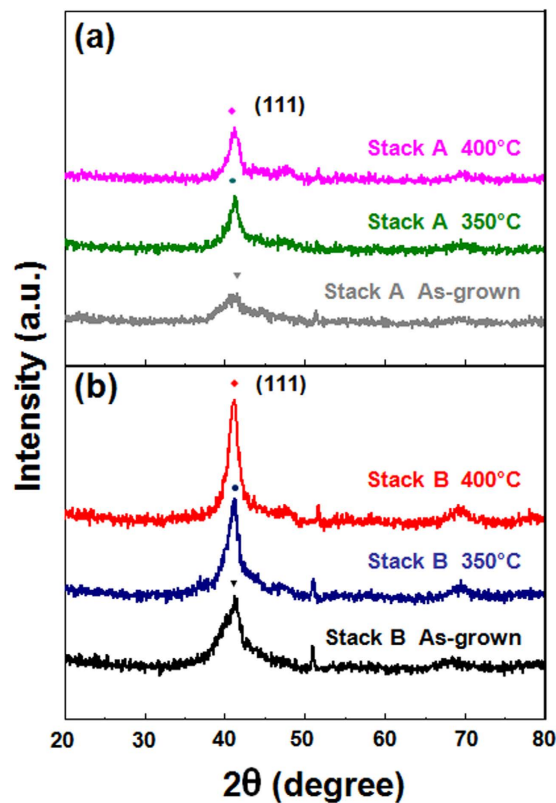 (a)
(111)
Stack A 400°C
Stack A 350°C
Stack A As-grown
(b)
(111)
Stack B 400°C
Stack B 350°C
Stack B As-grown
Intensity (a.u.)
20 30 40 50 60 70 80
2θ (degree)